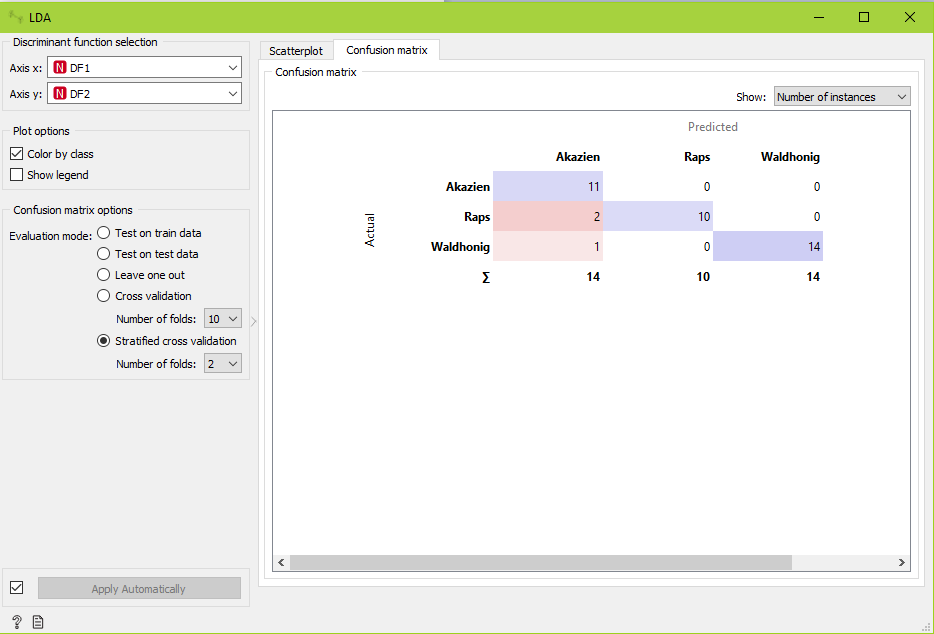 LDA
Discriminant function selection
Axis x: N DF1
Axis y: N DF2
Plot options
Color by class
Show legend
Confusion matrix options
Evaluation mode: Test on train data
Test on test data
Leave one out
Cross validation
Number of folds: 10
Stratified cross validation
Number of folds: 2
Apply Automatically
?
Scatterplot Confusion matrix
Confusion matrix
Show: Number of instances
Predicted
Akazien Raps Waldhonig
Actual
Akazien 11 0 0
Raps 2 10 0
Waldhonig 1 0 14
∑ 14 10 14